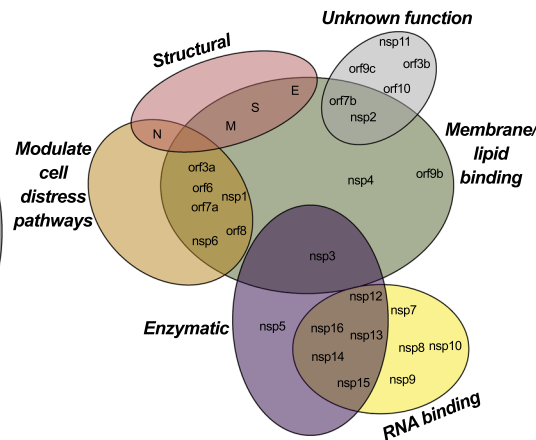 Unknown function
nsp11
orf9c
orf3b
orf10
orf7b
nsp2
Structural
E
S
M
N
Membrane/
lipid
binding
Modulate
cell
distress
pathways
orf3a
orf6
nsp1
orf7a
orf8
nsp6
nsp4
orf9b
nsp3
Enzymatic
nsp5
nsp12
nsp7
nsp16
nsp13
nsp8
nsp10
nsp14
nsp15
nsp9
RNA binding